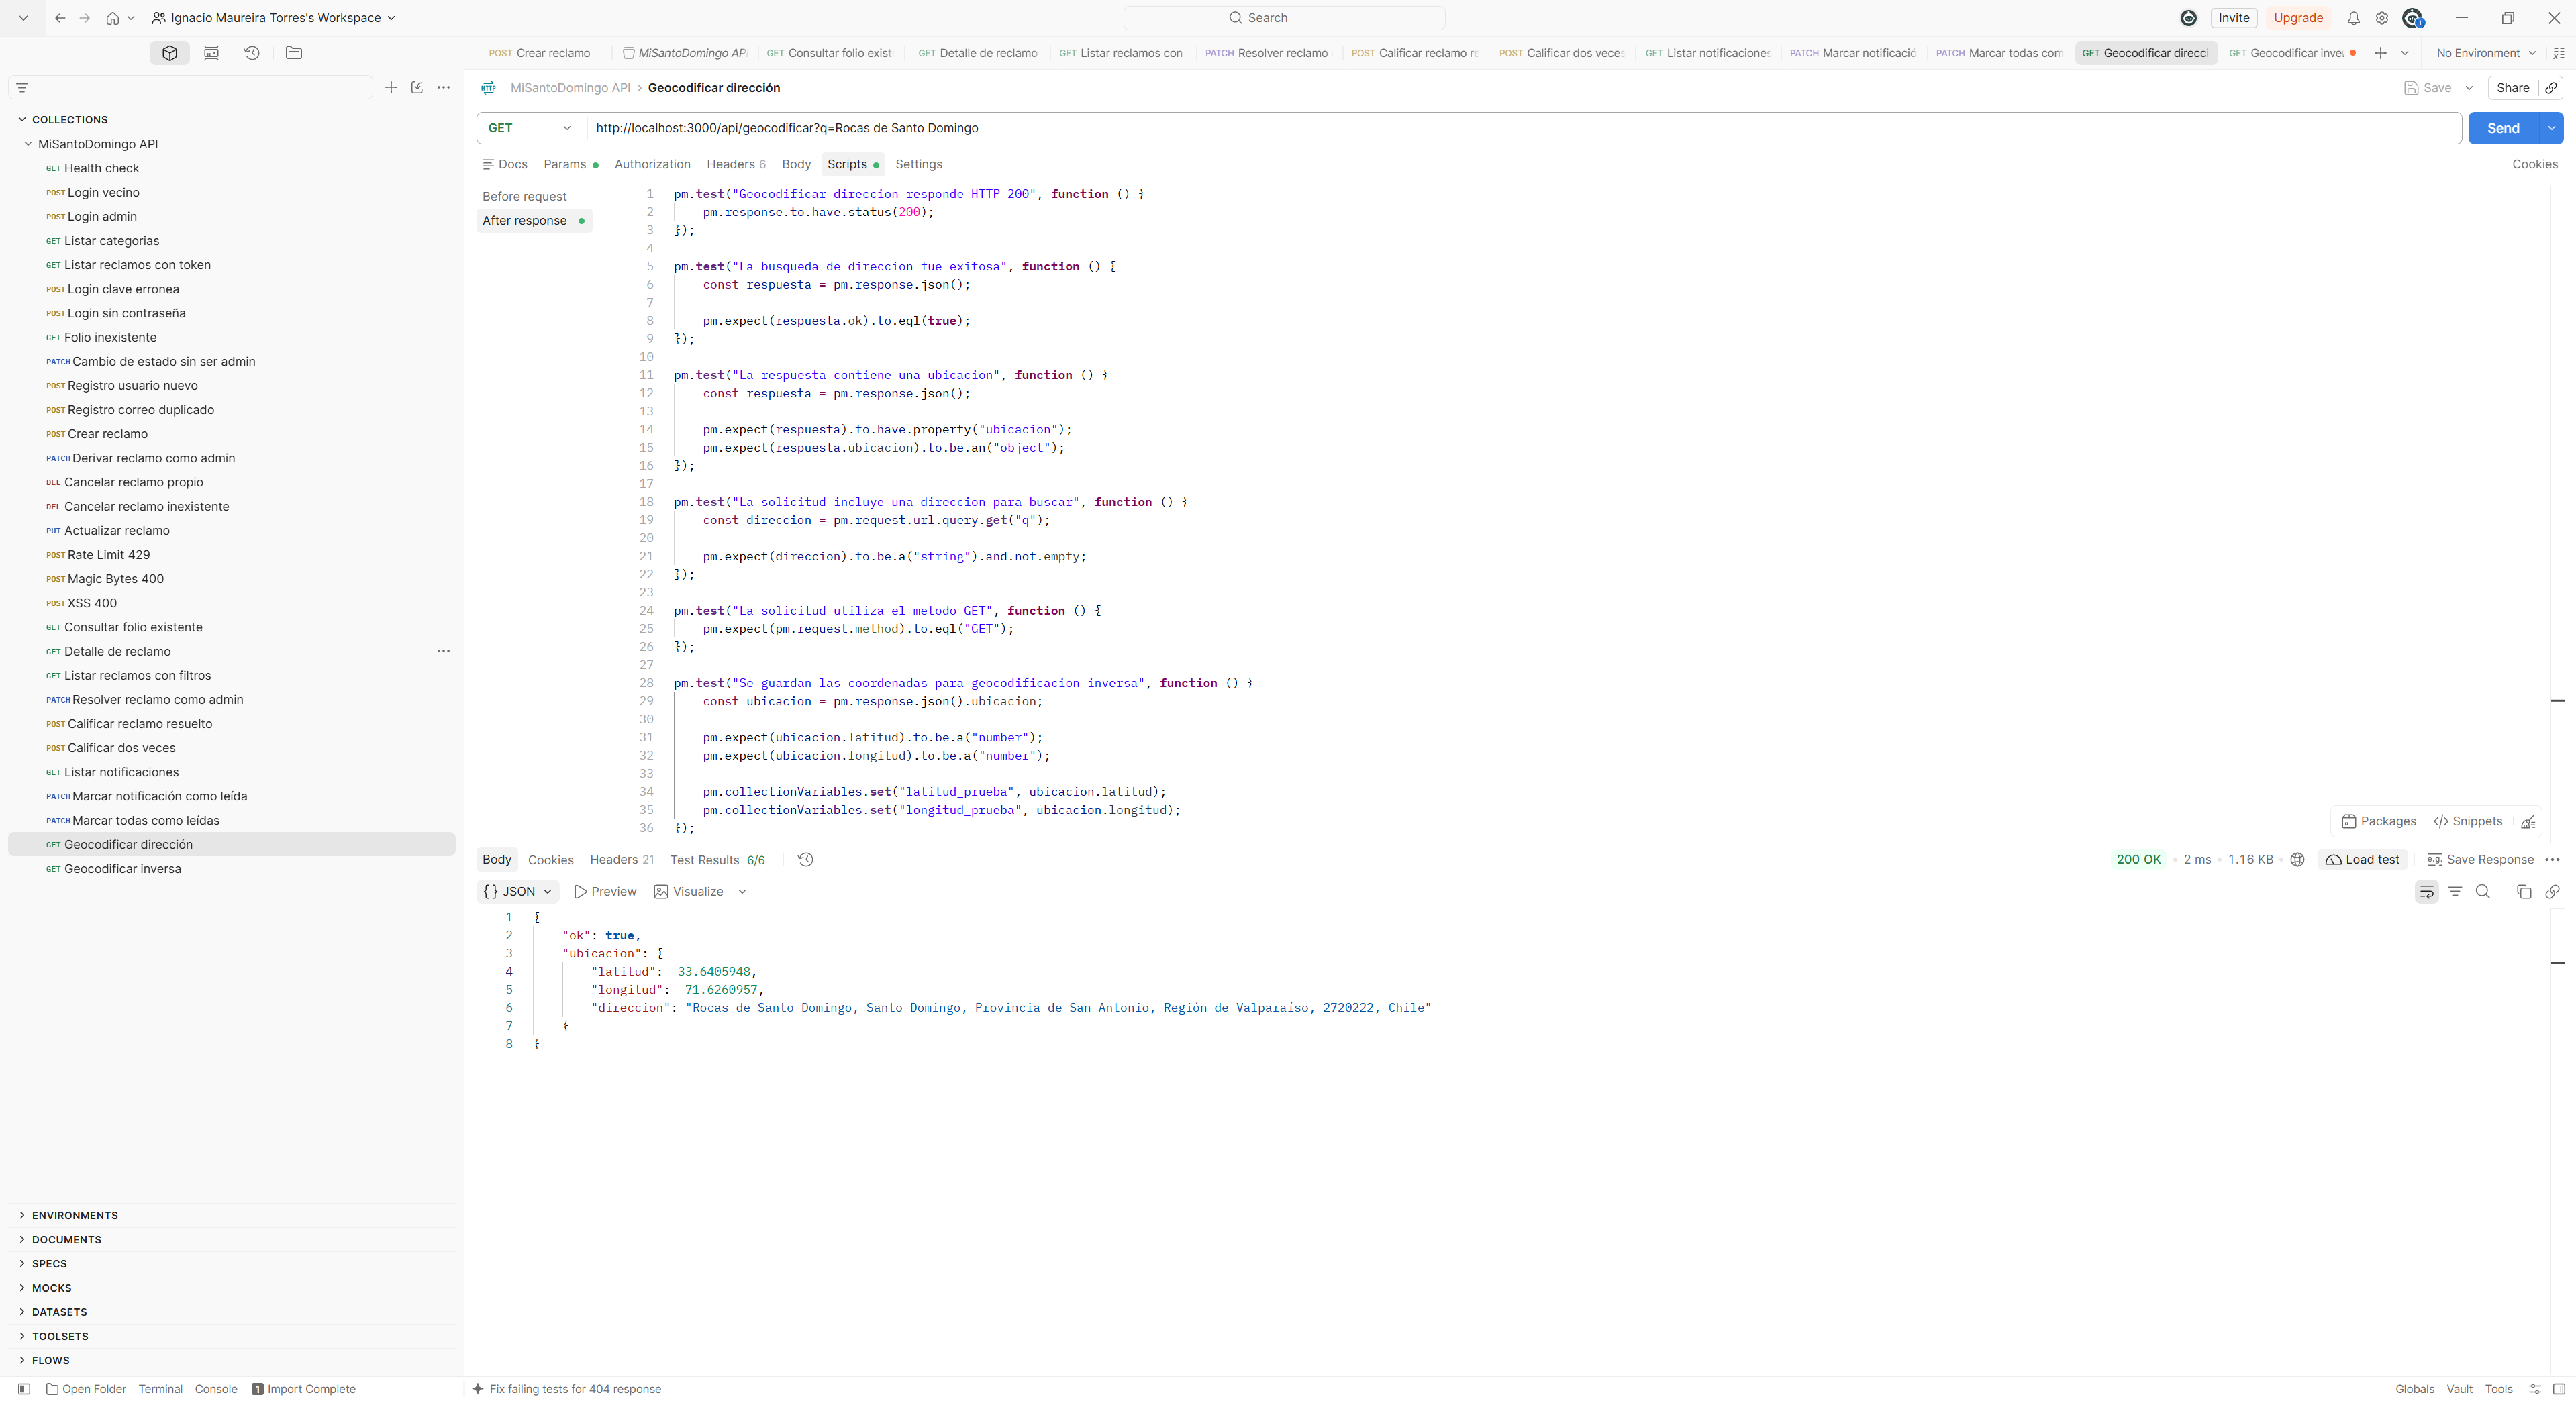 Ignacio Maureira Torres's Workspace
Search
Invite
Upgrade
POST Crear reclamo
MiSantoDomingo AP
GET Consultar folio exist
GET Detalle de reclamo
GET Listar reclamos con
PATCH Resolver reclamo
POST Calificar reclamo re
POST Calificar dos veces
GET Listar notificaciones
PATCH Marcar notificació
PATCH Marcar todas com
GET Geocodificar direcci
GET Geocodificar inve
No Environment
COLLECTIONS
MiSantoDomingo API
GET Health check
POST Login vecino
POST Login admin
GET Listar categorias
GET Listar reclamos con token
POST Login clave erronea
POST Login sin contraseña
GET Folio inexistente
PATCH Cambio de estado sin ser admin
POST Registro usuario nuevo
POST Registro correo duplicado
POST Crear reclamo
PATCH Derivar reclamo como admin
DEL Cancelar reclamo propio
DEL Cancelar reclamo inexistente
PUT Actualizar reclamo
POST Rate Limit 429
POST Magic Bytes 400
POST XSS 400
GET Consultar folio existente
GET Detalle de reclamo
GET Listar reclamos con filtros
PATCH Resolver reclamo como admin
POST Calificar reclamo resuelto
POST Calificar dos veces
GET Listar notificaciones
PATCH Marcar notificación como leída
PATCH Marcar todas como leídas
GET Geocodificar dirección
GET Geocodificar inversa
ENVIRONMENTS
DOCUMENTS
SPECS
MOCKS
DATASETS
TOOLSETS
FLOWS
HTTP MiSantoDomingo API > Geocodificar dirección
Save
Share
GET http://localhost:3000/api/geocodificar?q=Rocas de Santo Domingo
Send
Docs Params Authorization Headers 6 Body Scripts Settings
Cookies
Before request
After response
1 pm.test("Geocodificar direccion responde HTTP 200", function () {
2 pm.response.to.have.status(200);
3 });
4
5 pm.test("La busqueda de direccion fue exitosa", function () {
6 const respuesta = pm.response.json();
7
8 pm.expect(respuesta.ok).to.eql(true);
9 });
10
11 pm.test("La respuesta contiene una ubicacion", function () {
12 const respuesta = pm.response.json();
13
14 pm.expect(respuesta).to.have.property("ubicacion");
15 pm.expect(respuesta.ubicacion).to.be.an("object");
16 });
17
18 pm.test("La solicitud incluye una direccion para buscar", function () {
19 const direccion = pm.request.url.query.get("q");
20
21 pm.expect(direccion).to.be.a("string").and.not.empty;
22 });
23
24 pm.test("La solicitud utiliza el metodo GET", function () {
25 pm.expect(pm.request.method).to.eql("GET");
26 });
27
28 pm.test("Se guardan las coordenadas para geocodificacion inversa", function () {
29 const ubicacion = pm.response.json().ubicacion;
30
31 pm.expect(ubicacion.latitud).to.be.a("number");
32 pm.expect(ubicacion.longitud).to.be.a("number");
33
34 pm.collectionVariables.set("latitud_prueba", ubicacion.latitud);
35 pm.collectionVariables.set("longitud_prueba", ubicacion.longitud);
36 });
Packages
Snippets
Body Cookies Headers 21 Test Results 6/6
200 OK • 2 ms • 1.16 KB
Load test
e.g. Save Response
{} JSON
Preview
Visualize
1 {
2 "ok": true,
3 "ubicacion": {
4 "latitud": -33.6405948,
5 "longitud": -71.6260957,
6 "direccion": "Rocas de Santo Domingo, Santo Domingo, Provincia de San Antonio, Región de Valparaíso, 2720222, Chile"
7 }
8 }
Open Folder
Terminal
Console
1 Import Complete
Fix failing tests for 404 response
Globals
Vault
Tools